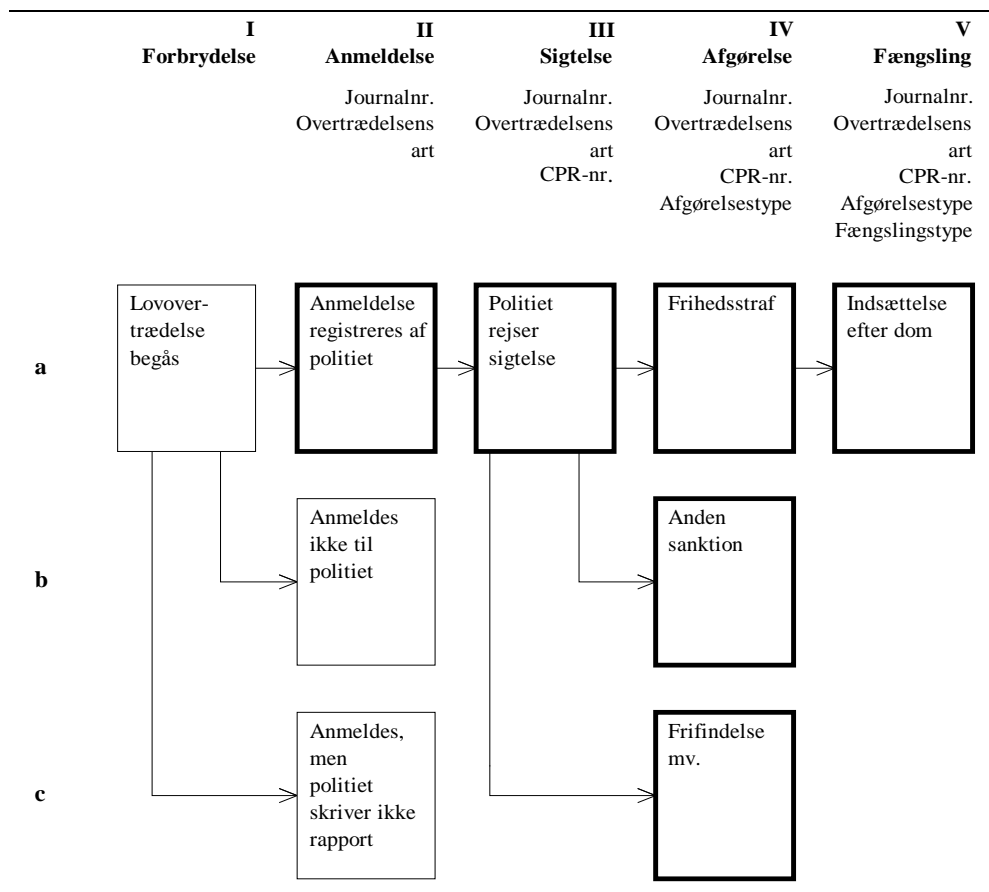 I
Forbrydelse
II
Anmeldelse
Journalnr.
Overtrædelsens
art
III
Sigtelse
Journalnr.
Overtrædelsens
art
CPR-nr.
IV
Afgørelse
Journalnr.
Overtrædelsens
art
CPR-nr.
Afgørelsestype
V
Fængsling
Journalnr.
Overtrædelsens
art
CPR-nr.
Afgørelsestype
Fængslingstype
a
Lovover-
trædelse
begås
Anmeldelse
registreres af
politiet
Politiet
rejser
sigtelse
Frihedsstraf
Indsættelse
efter dom
b
Anmeldes
ikke til
politiet
Anden
sanktion
c
Anmeldes,
men
politiet
skriver ikke
rapport
Frifindelse
mv.